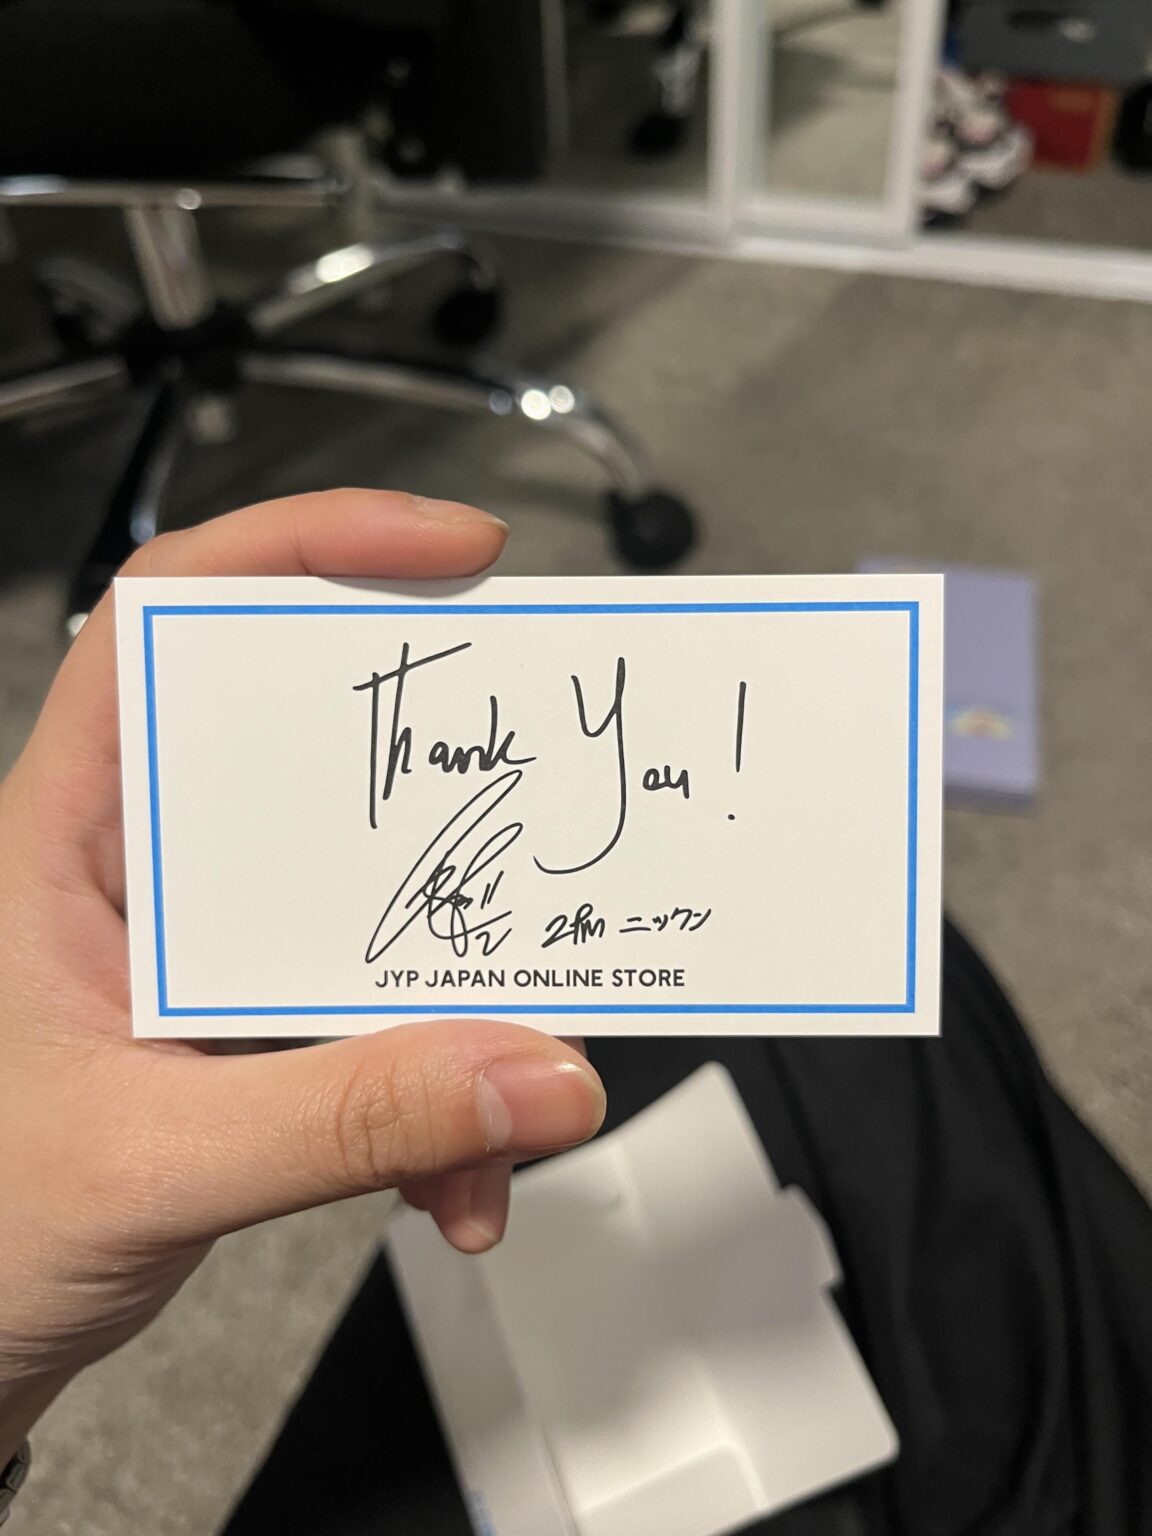 Thank You!
2PM ニックン
JYP JAPAN ONLINE STORE